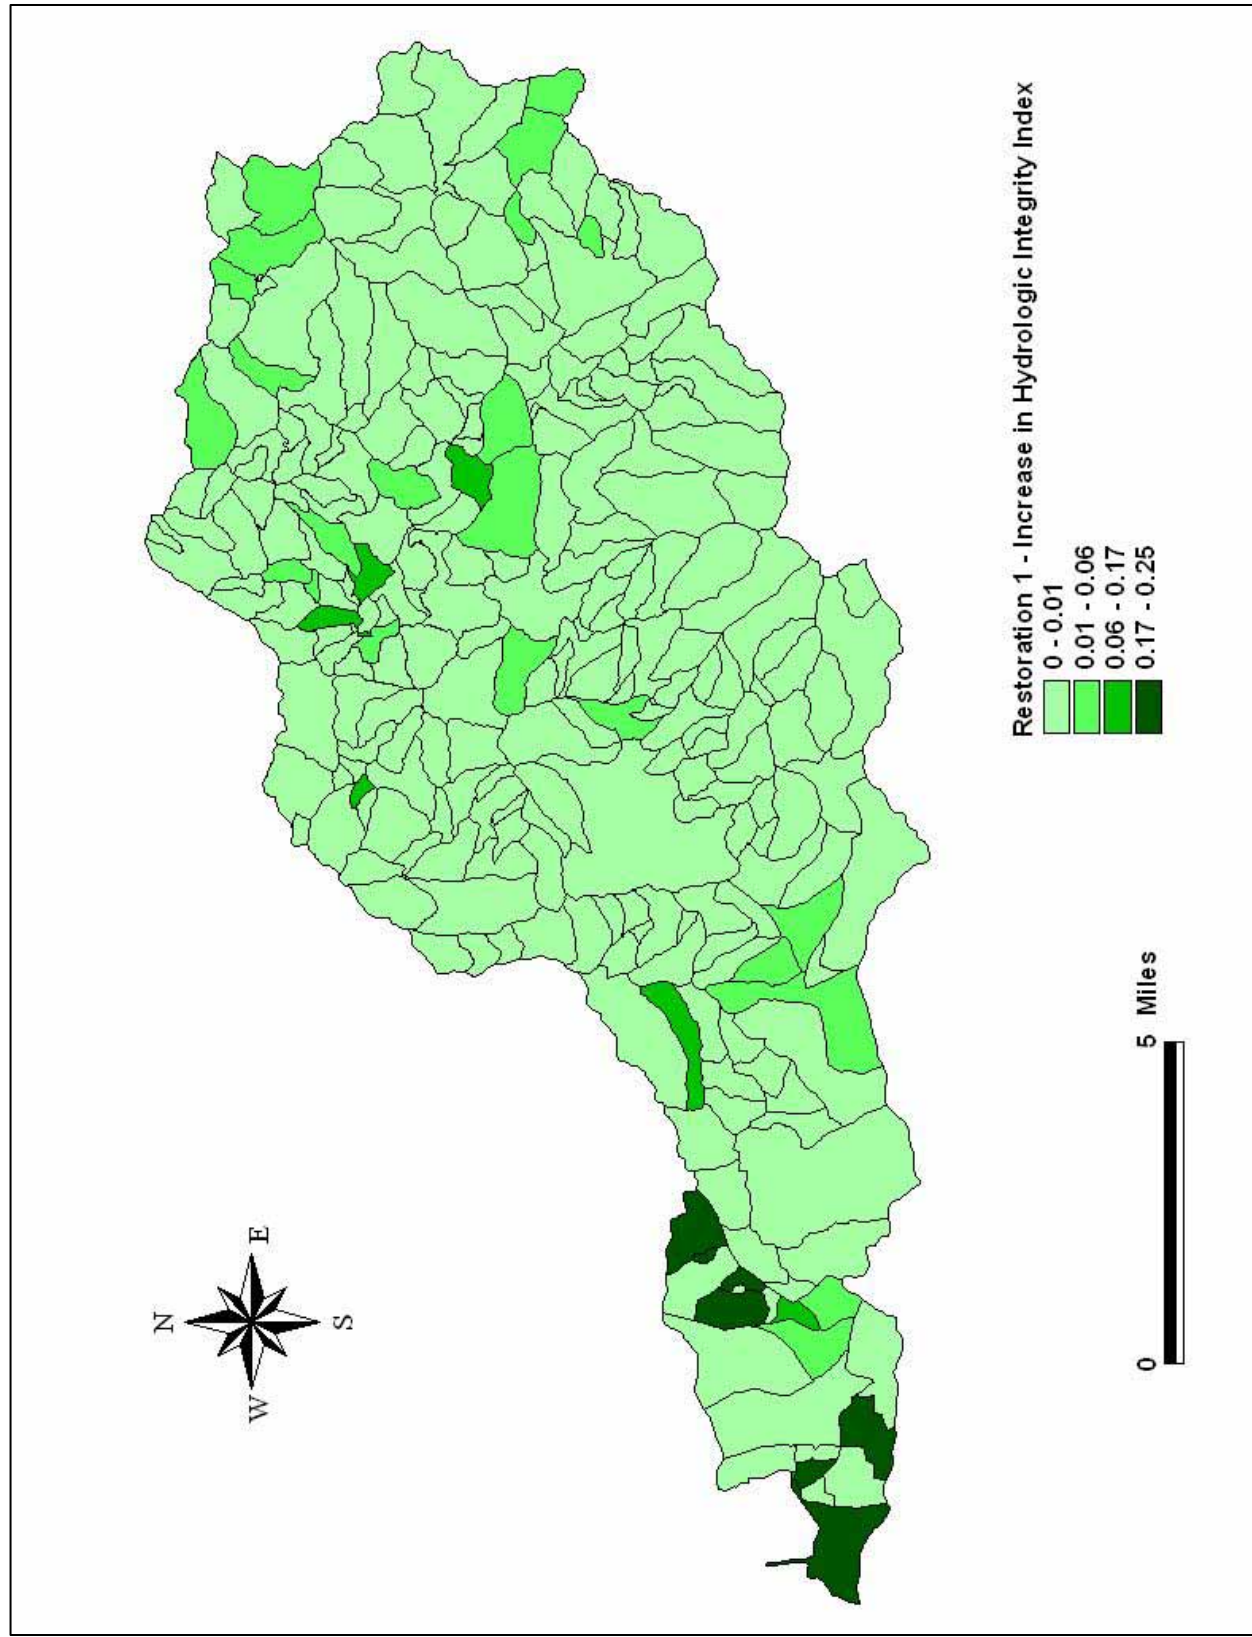 N
W
E
S
Restoration 1 - Increase in Hydrologic Integrity Index
0 - 0.01
0.01 - 0.06
0.06 - 0.17
0.17 - 0.25
0
5 Miles